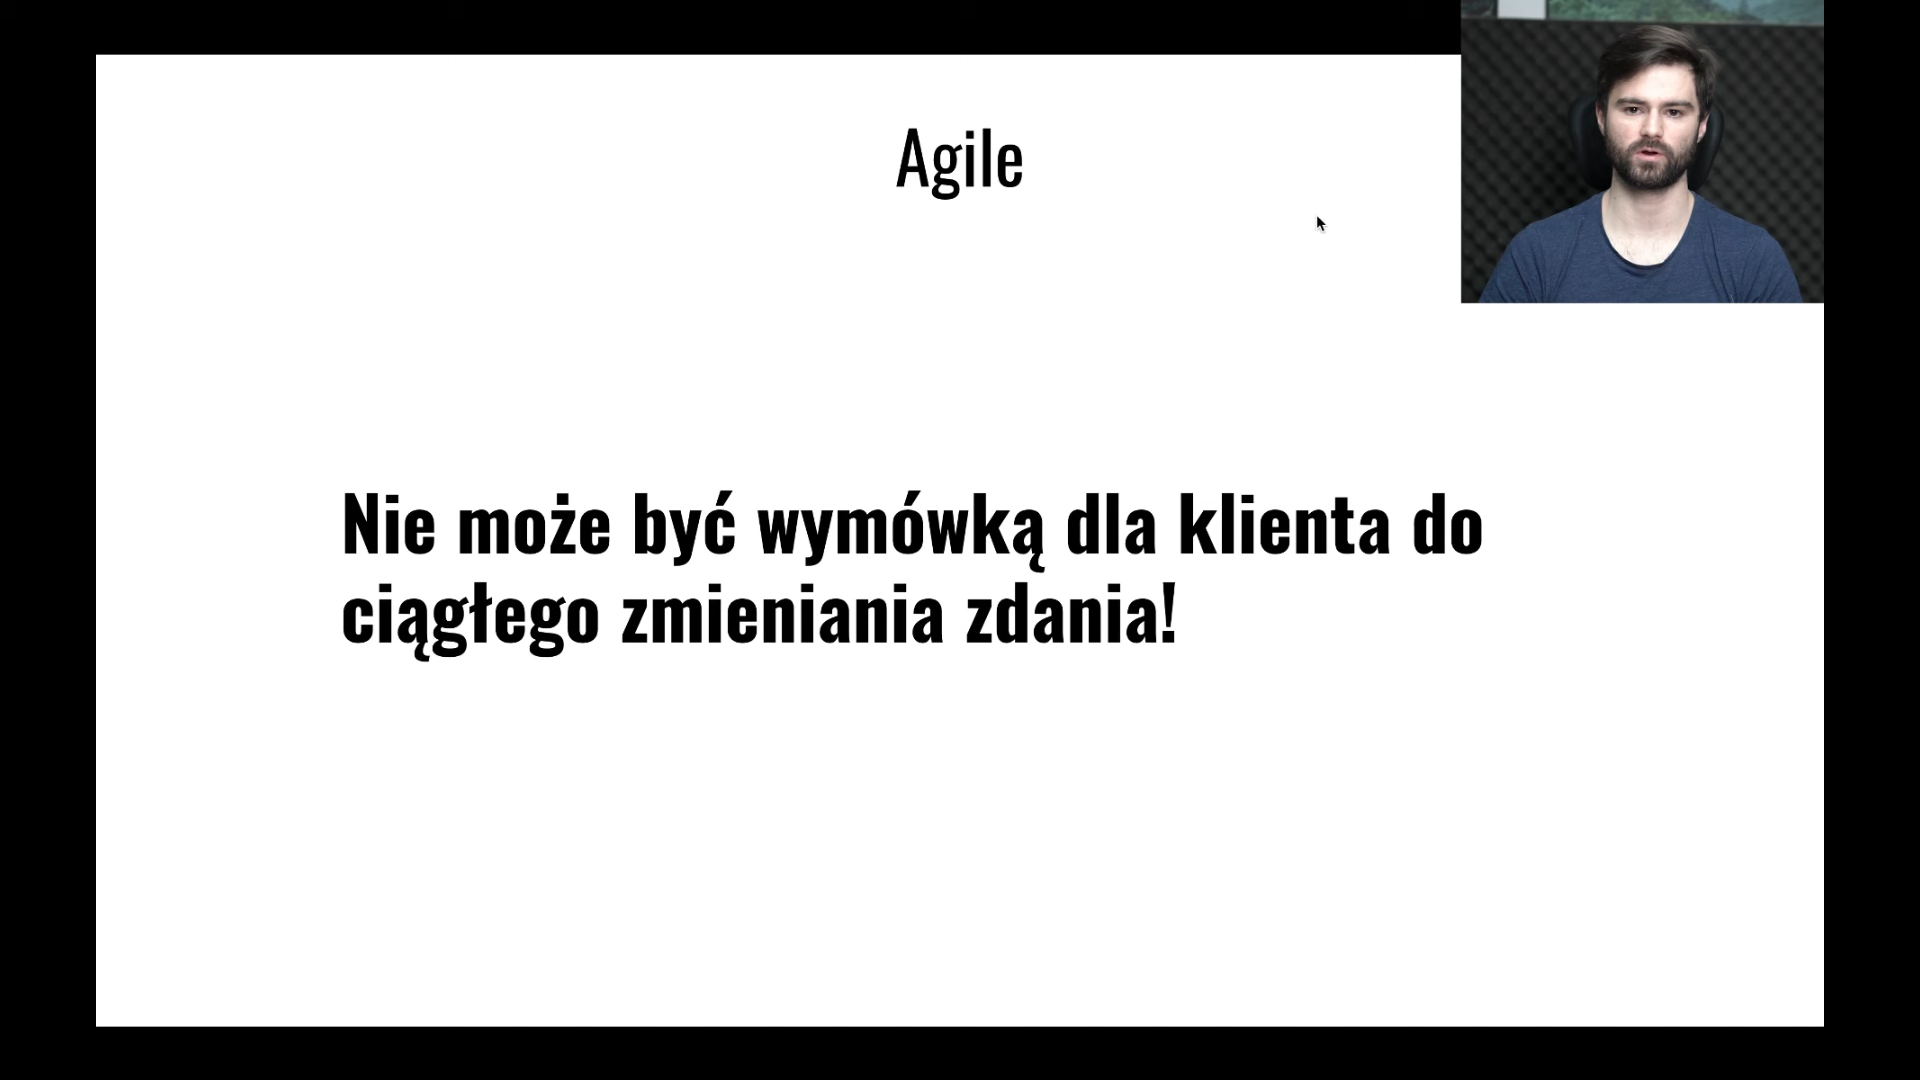 Agile
Nie może być wymówką dla klienta do
ciągłego zmieniania zdania!